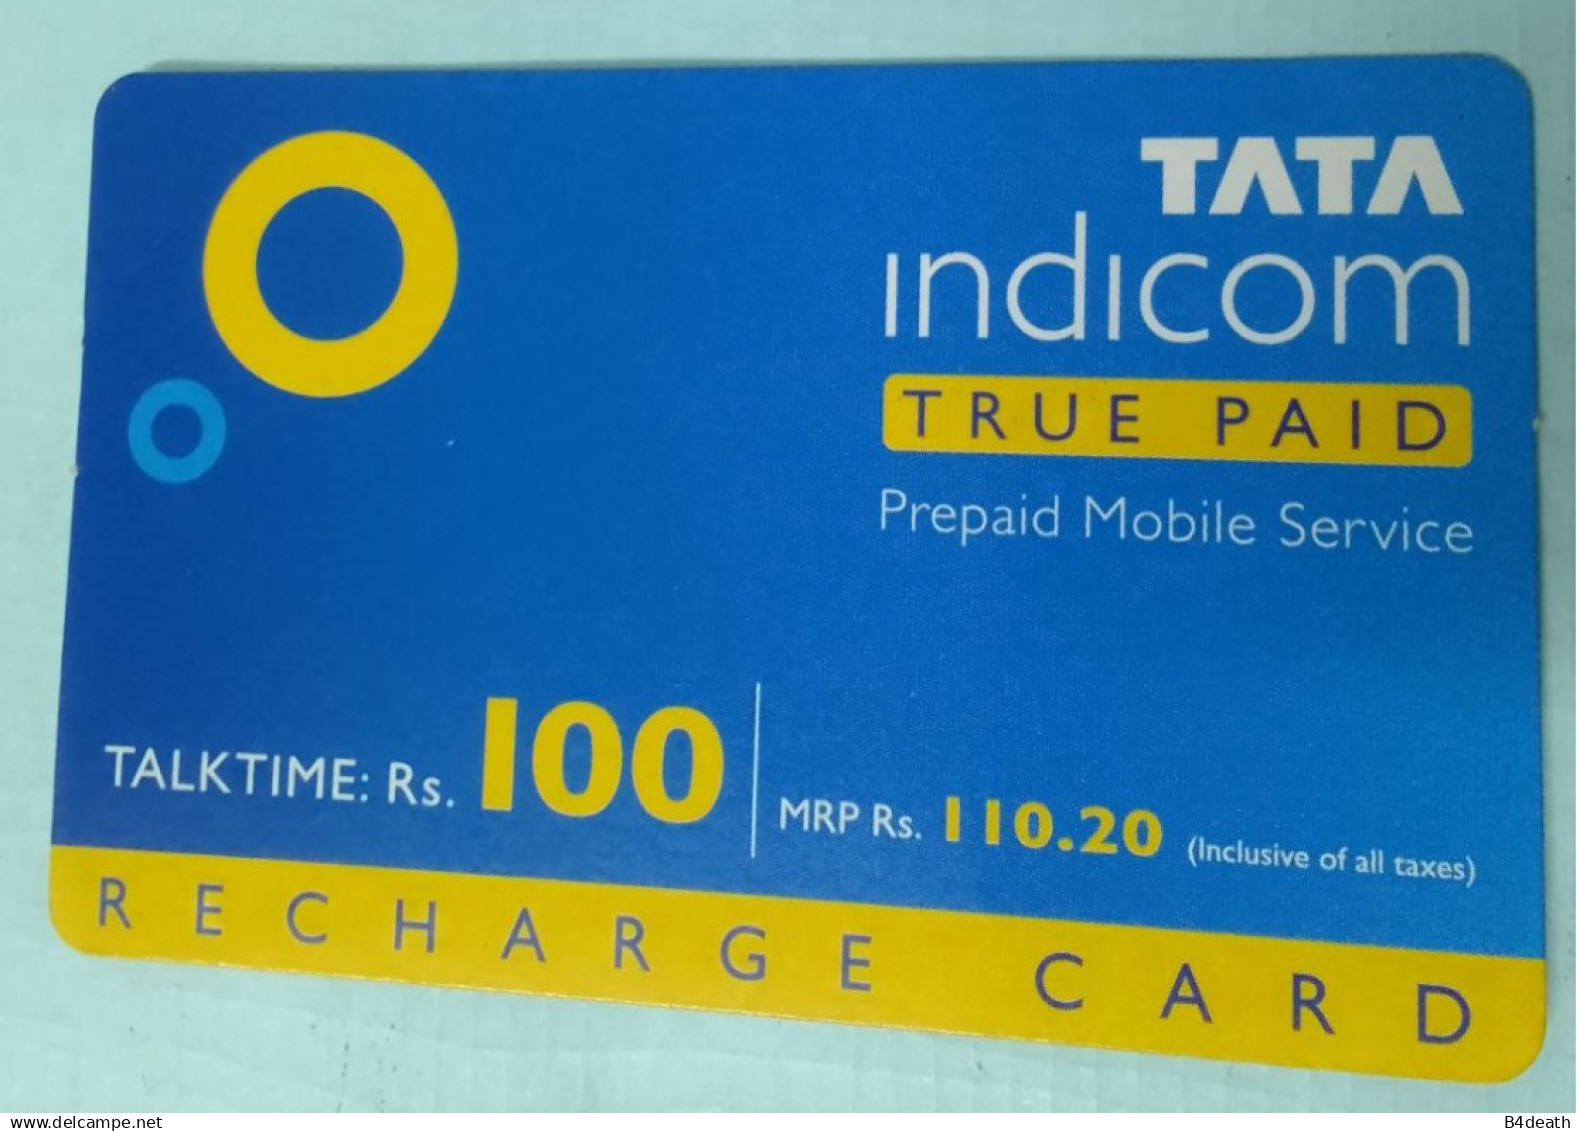 TATA
indicom
TRUE PAID
Prepaid Mobile Service
TALKTIME: Rs. 100
MRP Rs. 110.20 (Inclusive of all taxes)
RECHARGE CARD
www.delcampe.net
B4death